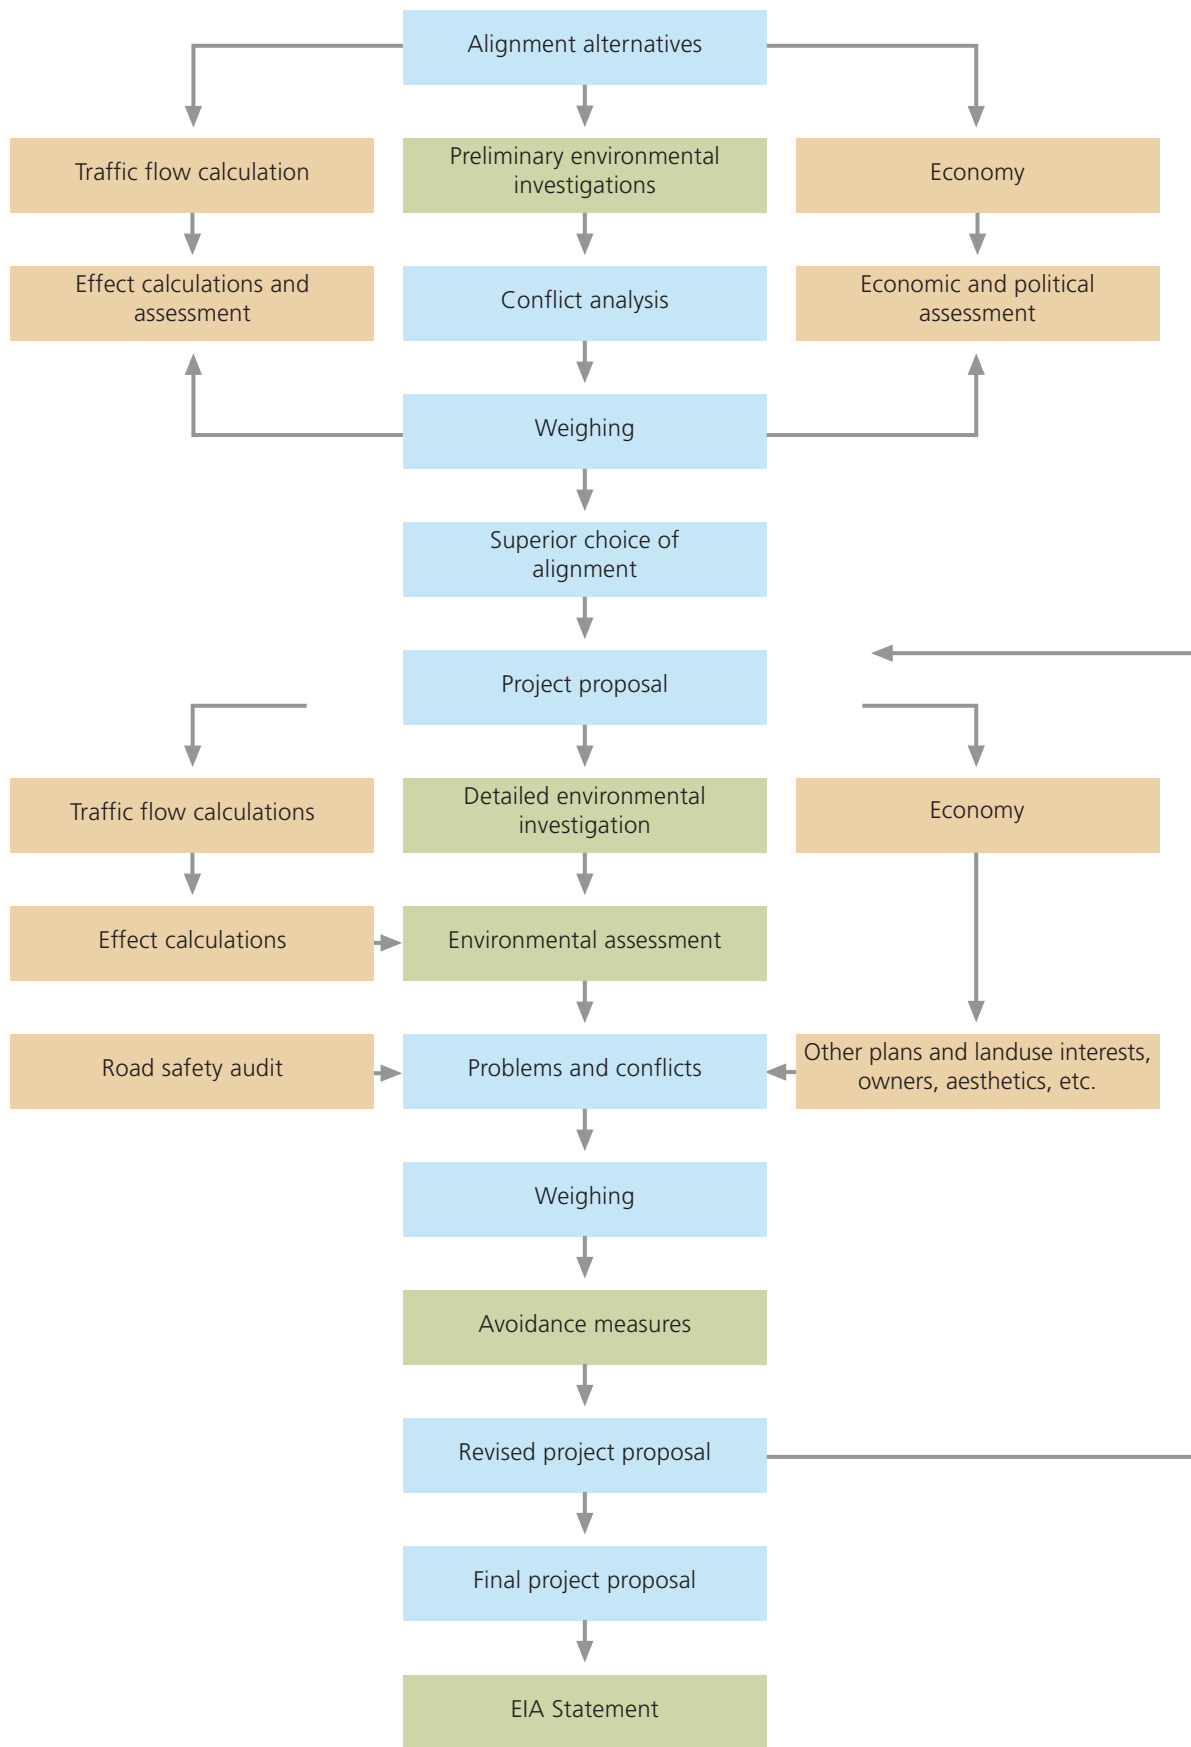 Alignment alternatives
Traffic flow calculation
Preliminary environmental
investigations
Economy
Effect calculations and
assessment
Conflict analysis
Economic and political
assessment
Weighing
Superior choice of
alignment
Project proposal
Traffic flow calculations
Detailed environmental
investigation
Economy
Effect calculations
Environmental assessment
Road safety audit
Problems and conflicts
Other plans and landuse interests,
owners, aesthetics, etc.
Weighing
Avoidance measures
Revised project proposal
Final project proposal
EIA Statement